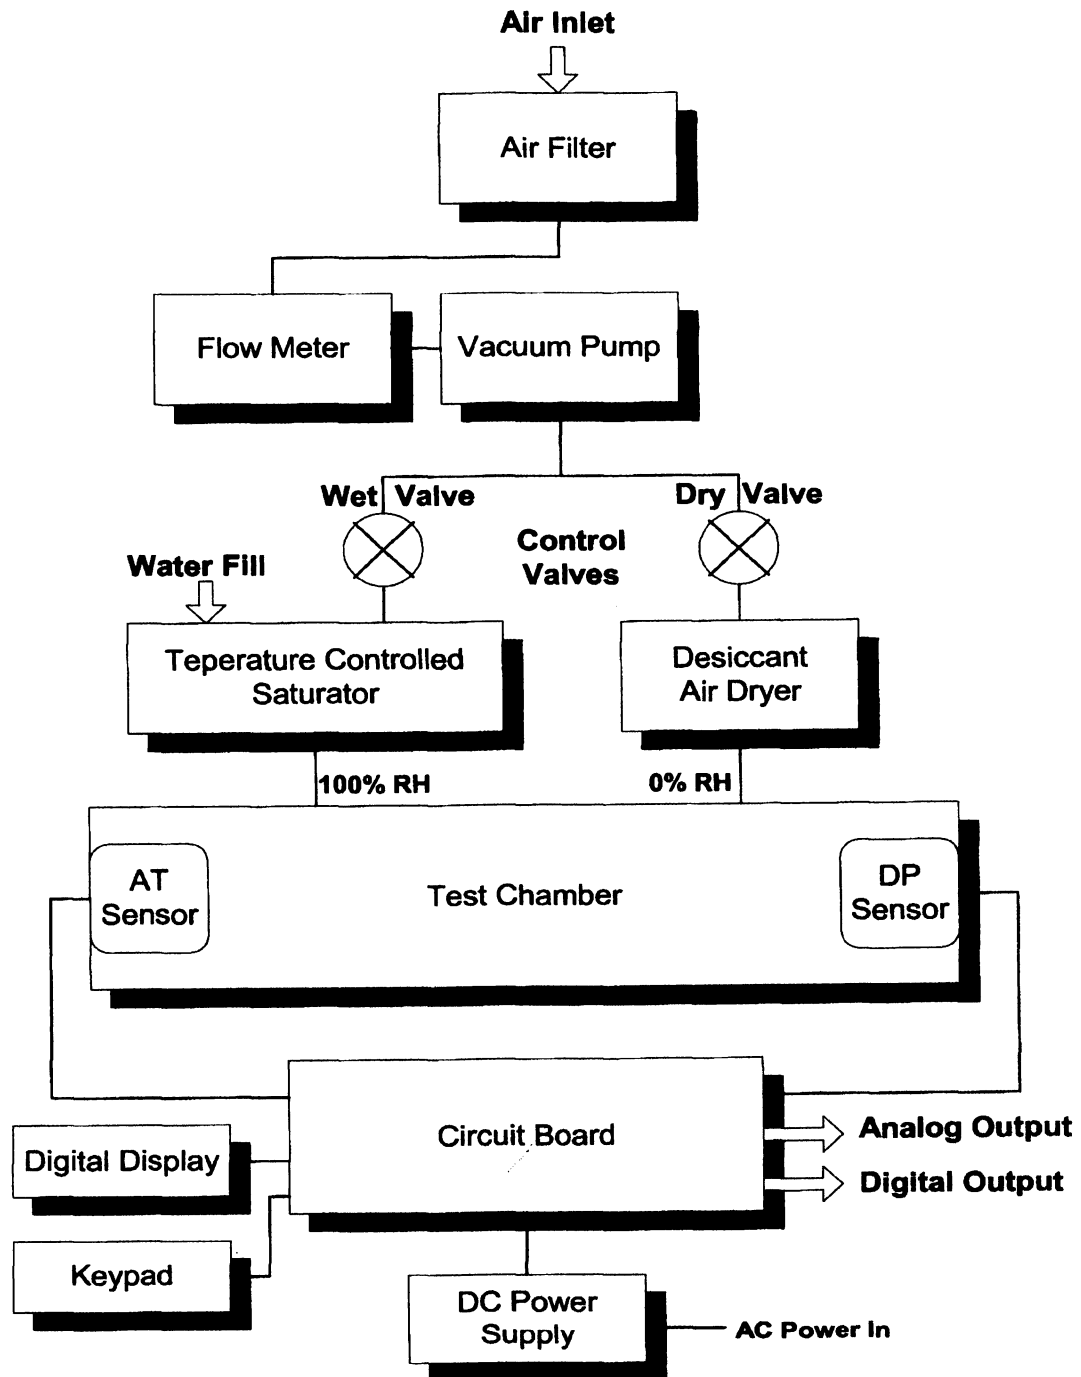 Air Inlet
Air Filter
Flow Meter
Vacuum Pump
Wet Valve
Dry Valve
Control
Valves
Water Fill
Teperature Controlled
Saturator
Desiccant
Air Dryer
100% RH
0% RH
AT
Sensor
Test Chamber
DP
Sensor
Circuit Board
Analog Output
Digital Output
Digital Display
Keypad
DC Power
Supply
AC Power In